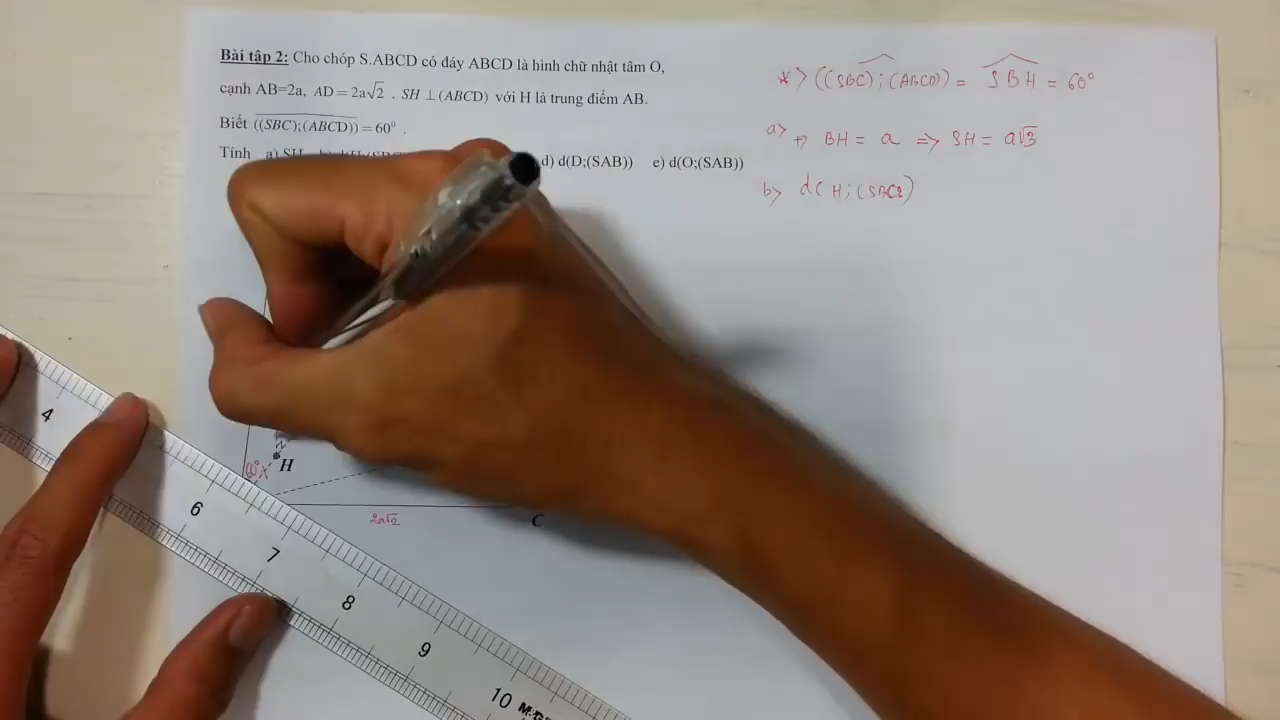 Bài tập 2: Cho chóp S.ABCD có đáy ABCD là hình chữ nhật tâm O,
cạnh AB=2a, AD = 2a√2 . SH ⊥ (ABCD) với H là trung điểm AB.
Biết ((SBC);(ABCD)) = 60⁰ .
Tính a) SH d) d(D;(SAB)) e) d(O;(SAB))
*> ((SBC);(ABCD)) = SBH = 60°
a> +) BH = a => SH = a√3
b> d(H;(SBC))
60°
H
2a√2
C
4
6
7
8
9
10